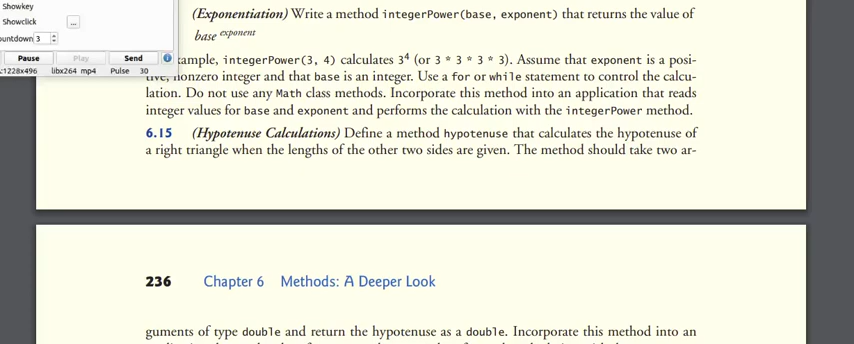 Showkey
Showclick ...
ountdown 3
Pause Play Send
:1228x496 libx264 mp4 Pulse 30
(Exponentiation) Write a method integerPower(base, exponent) that returns the value of
base exponent
ample, integerPower(3, 4) calculates 3⁴ (or 3 * 3 * 3 * 3). Assume that exponent is a posi-
tive, nonzero integer and that base is an integer. Use a for or while statement to control the calcu-
lation. Do not use any Math class methods. Incorporate this method into an application that reads
integer values for base and exponent and performs the calculation with the integerPower method.
6.15 (Hypotenuse Calculations) Define a method hypotenuse that calculates the hypotenuse of
a right triangle when the lengths of the other two sides are given. The method should take two ar-
236 Chapter 6 Methods: A Deeper Look
guments of type double and return the hypotenuse as a double. Incorporate this method into an